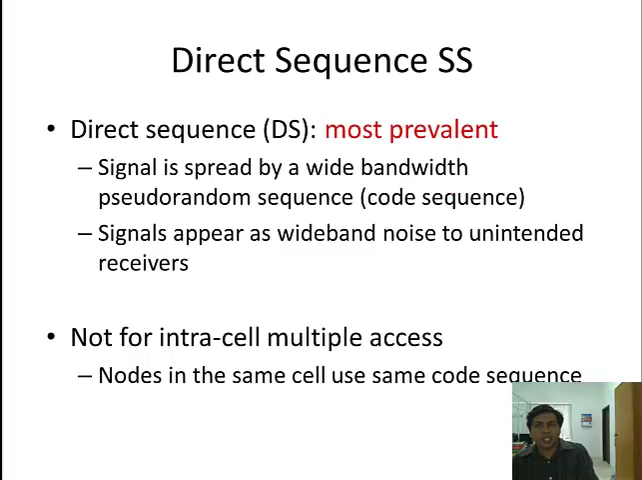 Direct Sequence SS
• Direct sequence (DS): most prevalent
– Signal is spread by a wide bandwidth
pseudorandom sequence (code sequence)
– Signals appear as wideband noise to unintended
receivers
• Not for intra-cell multiple access
– Nodes in the same cell use same code sequence